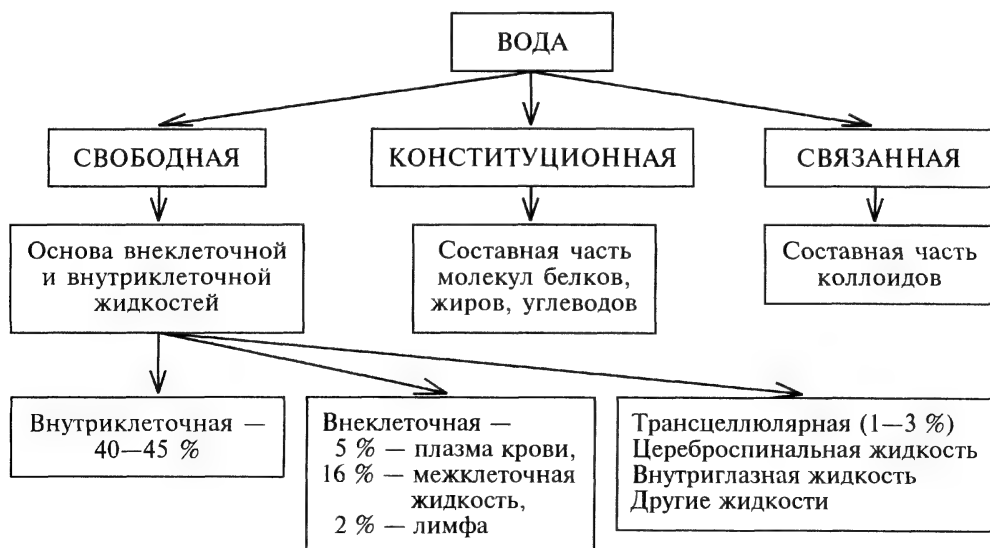 ВОДА
СВОБОДНАЯ
КОНСТИТУЦИОННАЯ
СВЯЗАННАЯ
Основа внеклеточной
и внутриклеточной
жидкостей
Составная часть
молекул белков,
жиров, углеводов
Составная часть
коллоидов
Внутриклеточная —
40—45 %
Внеклеточная —
5 % — плазма крови,
16 % — межклеточная
жидкость,
2 % — лимфа
Трансцеллюлярная (1—3 %)
Цереброспинальная жидкость
Внутриглазная жидкость
Другие жидкости